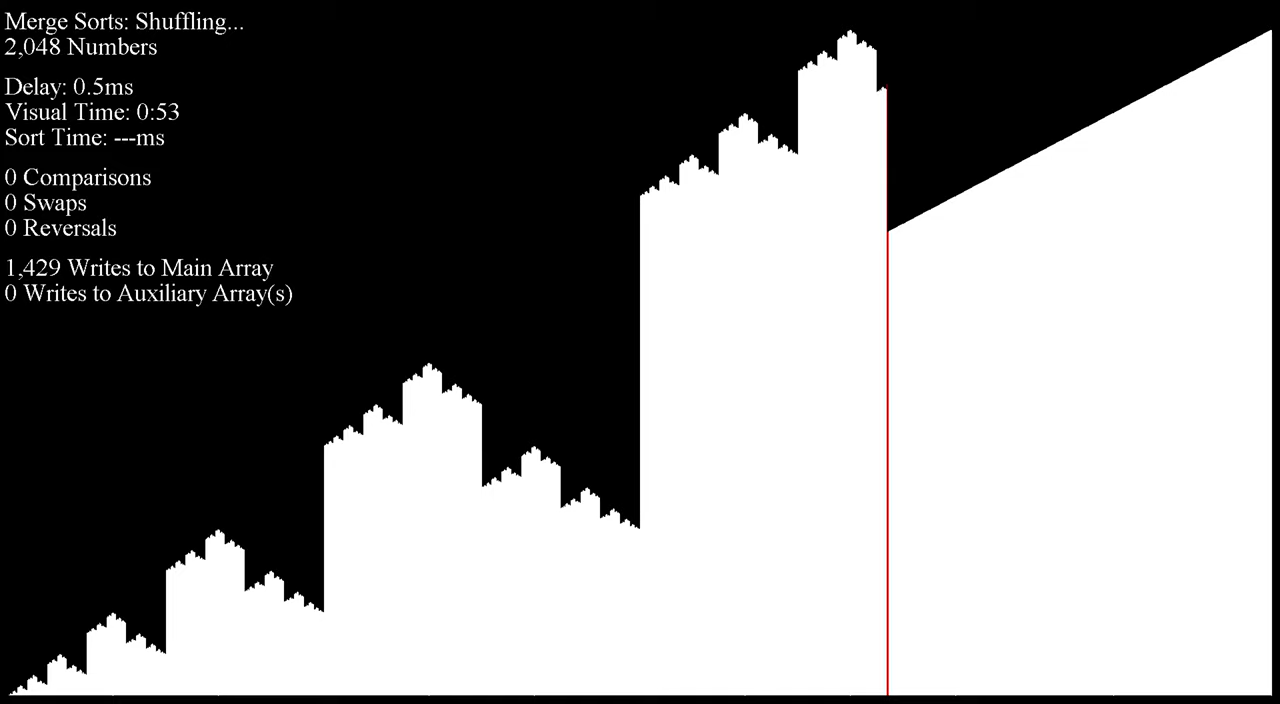 Merge Sorts: Shuffling...
2,048 Numbers
Delay: 0.5ms
Visual Time: 0:53
Sort Time: ---ms
0 Comparisons
0 Swaps
0 Reversals
1,429 Writes to Main Array
0 Writes to Auxiliary Array(s)